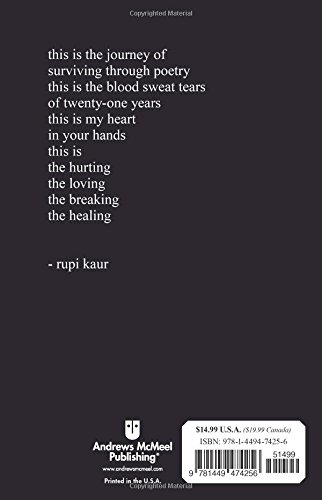 this is the journey of
surviving through poetry
this is the blood sweat tears
of twenty-one years
this is my heart
in your hands
this is
the hurting
the loving
the breaking
the healing
- rupi kaur
Andrews McMeel
Publishing®
www.andrewsmcmeel.com
Printed in the U.S.A.
$14.99 U.S.A. ($19.99 Canada)
ISBN: 978-1-4494-7425-6
51499
9 781449 474256